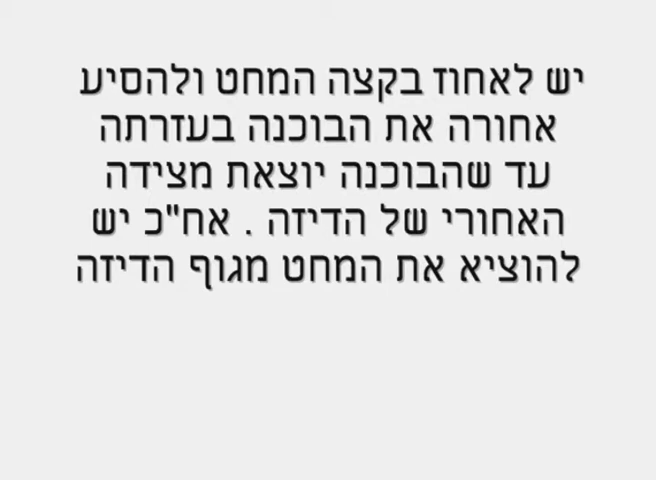 יש לאחוז בקצה המחט ולהסיע
אחורה את הבוכנה בעזרתה
עד שהבוכנה יוצאת מצידה
האחורי של הדיזה . אח"כ יש
להוציא את המחט מגוף הדיזה